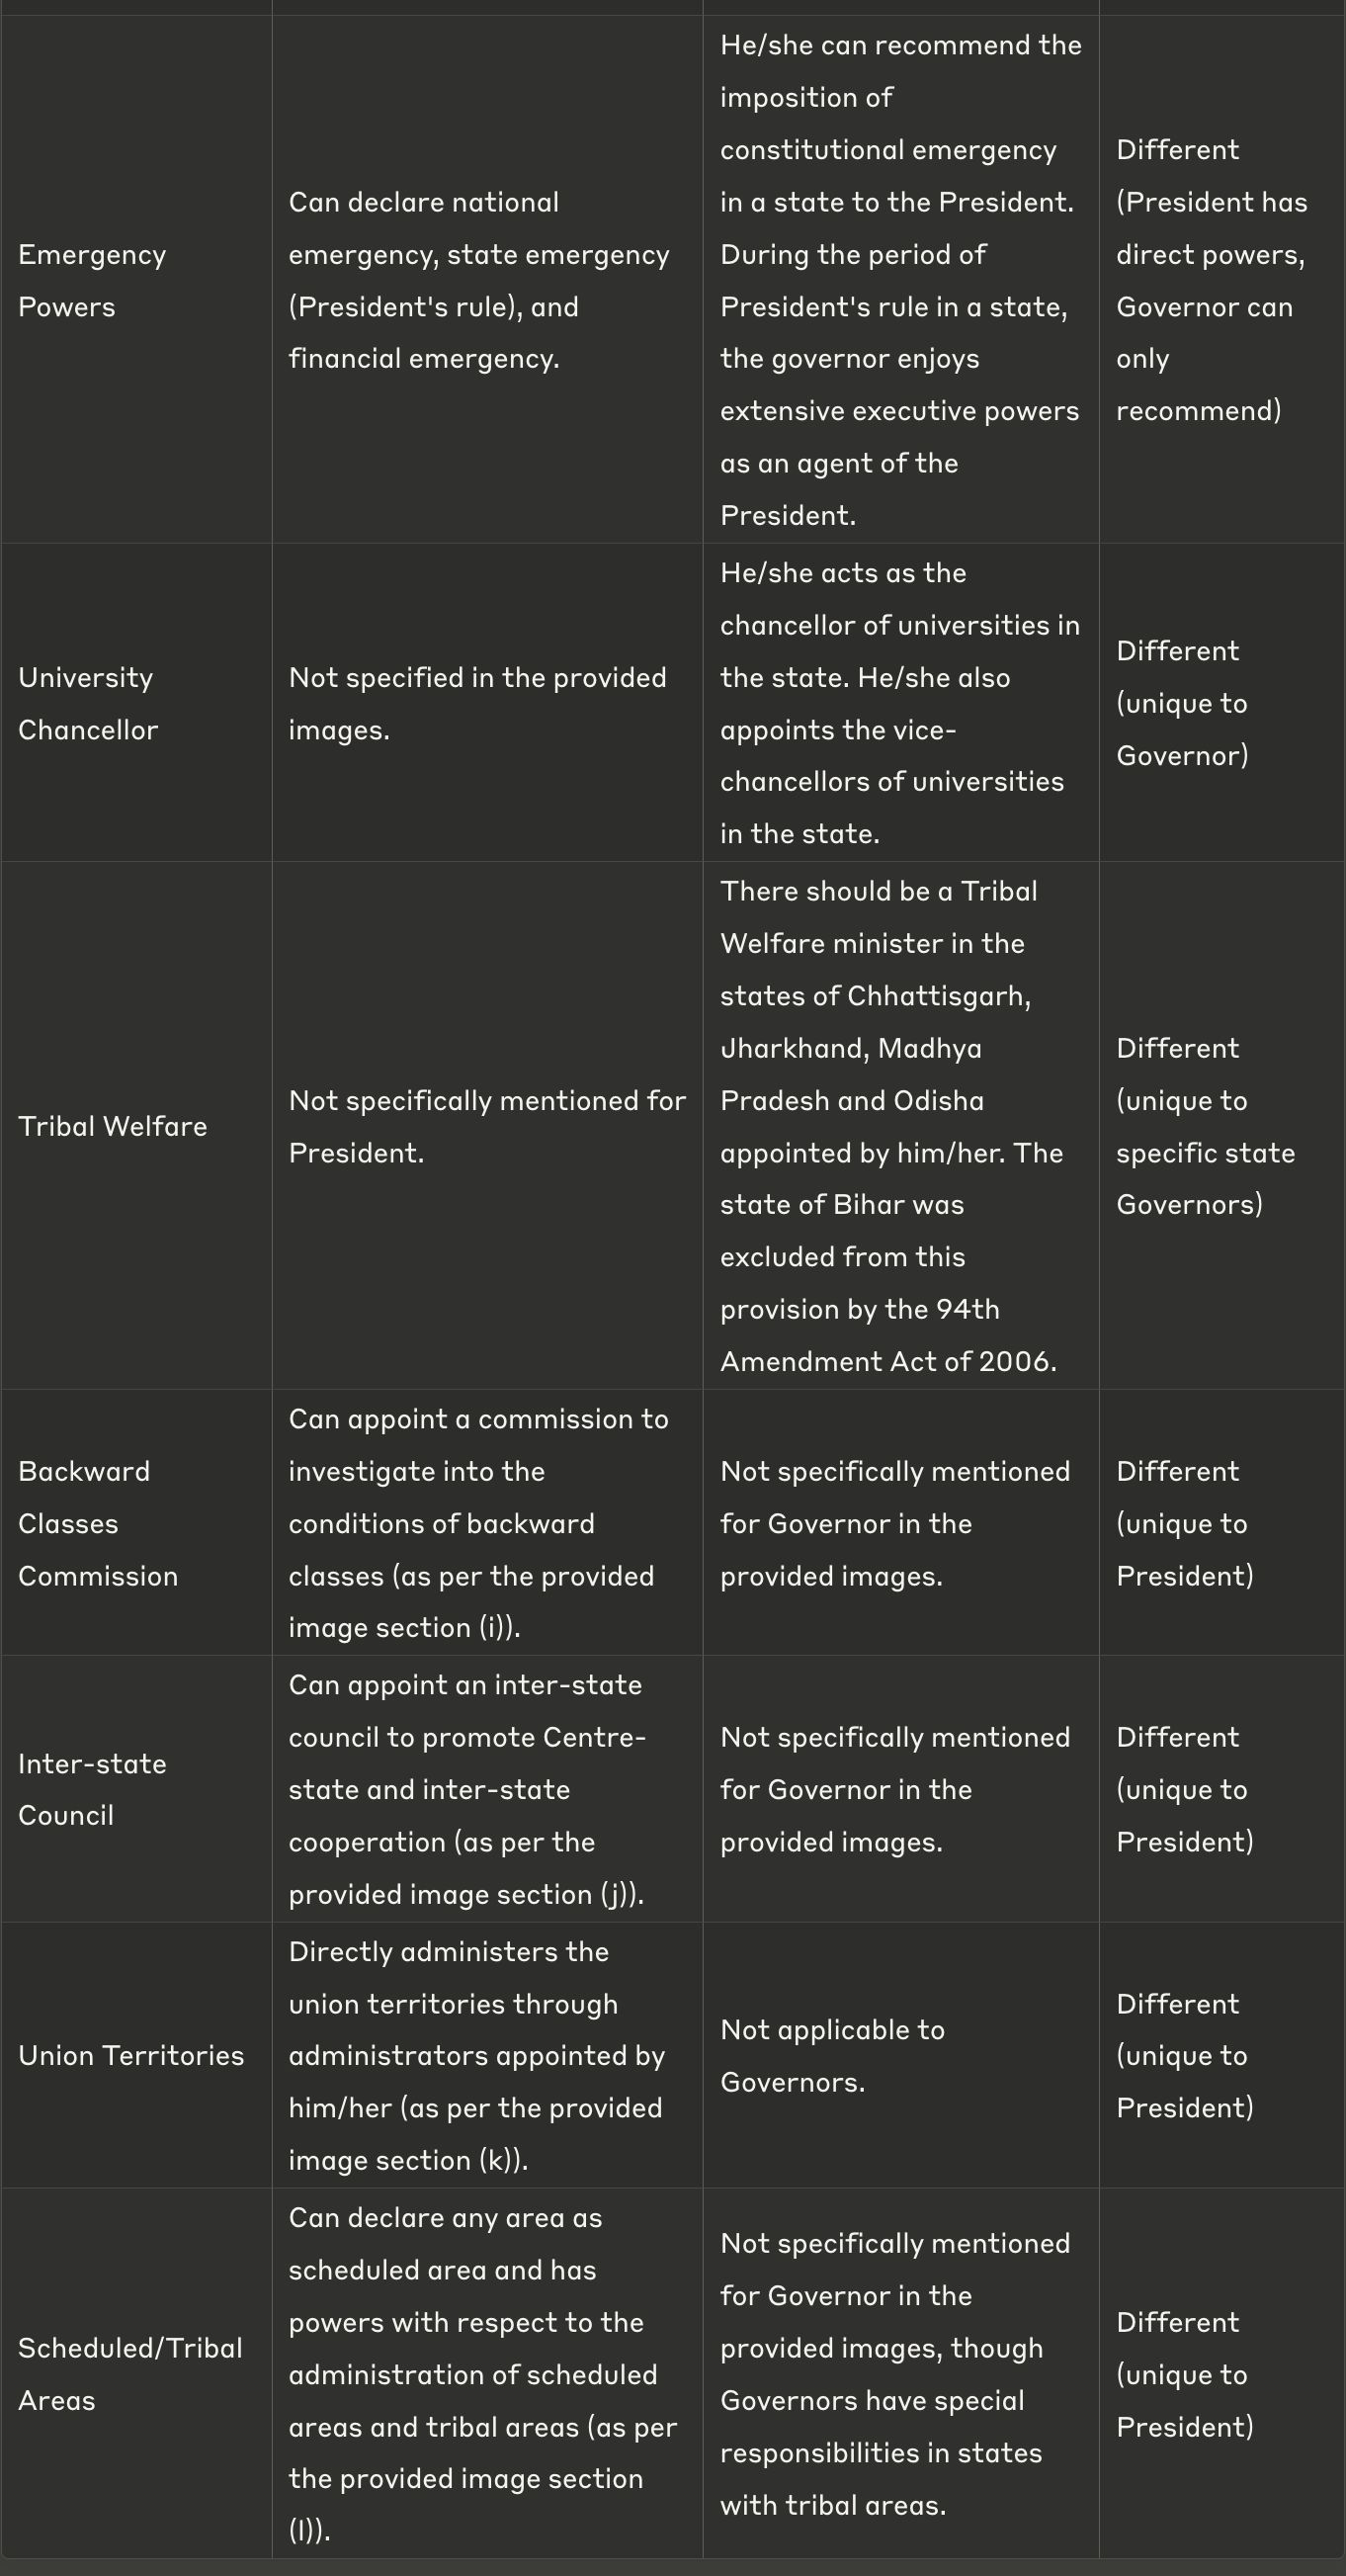 Emergency
Powers
Can declare national
emergency, state emergency
(President's rule), and
financial emergency.
He/she can recommend the
imposition of
constitutional emergency
in a state to the President.
During the period of
President's rule in a state,
the governor enjoys
extensive executive powers
as an agent of the
President.
Different
(President has
direct powers,
Governor can
only
recommend)
University
Chancellor
Not specified in the provided
images.
He/she acts as the
chancellor of universities in
the state. He/she also
appoints the vice-
chancellors of universities
in the state.
Different
(unique to
Governor)
Tribal Welfare
Not specifically mentioned for
President.
There should be a Tribal
Welfare minister in the
states of Chhattisgarh,
Jharkhand, Madhya
Pradesh and Odisha
appointed by him/her. The
state of Bihar was
excluded from this
provision by the 94th
Amendment Act of 2006.
Different
(unique to
specific state
Governors)
Backward
Classes
Commission
Can appoint a commission to
investigate into the
conditions of backward
classes (as per the provided
image section (i)).
Not specifically mentioned
for Governor in the
provided images.
Different
(unique to
President)
Inter-state
Council
Can appoint an inter-state
council to promote Centre-
state and inter-state
cooperation (as per the
provided image section (j)).
Not specifically mentioned
for Governor in the
provided images.
Different
(unique to
President)
Union Territories
Directly administers the
union territories through
administrators appointed by
him/her (as per the provided
image section (k)).
Not applicable to
Governors.
Different
(unique to
President)
Scheduled/Tribal
Areas
Can declare any area as
scheduled area and has
powers with respect to the
administration of scheduled
areas and tribal areas (as per
the provided image section
(l)).
Not specifically mentioned
for Governor in the
provided images, though
Governors have special
responsibilities in states
with tribal areas.
Different
(unique to
President)